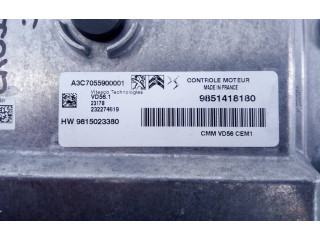 A3C7055900001
Vitesco Technologies
VD56.1
23178
232274619
CONTROLE MOTEUR
MADE IN FRANCE
9851418180
HW 9815023380
CMM VD56 CEM1